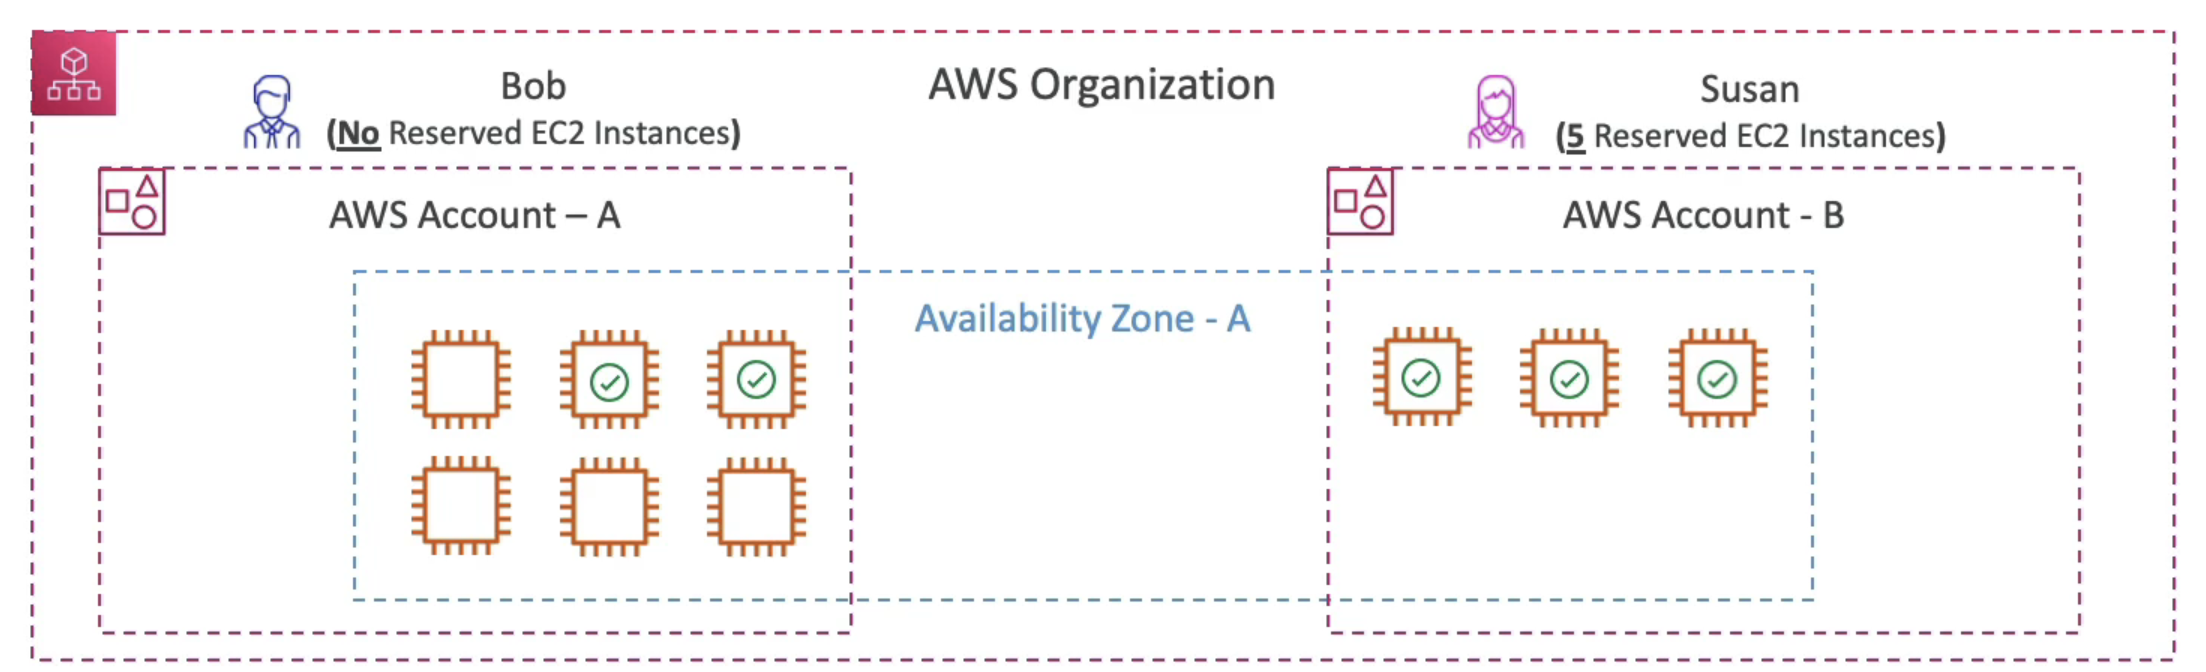 Bob
(No Reserved EC2 Instances)
AWS Organization
Susan
(5 Reserved EC2 Instances)
AWS Account – A
AWS Account - B
Availability Zone - A